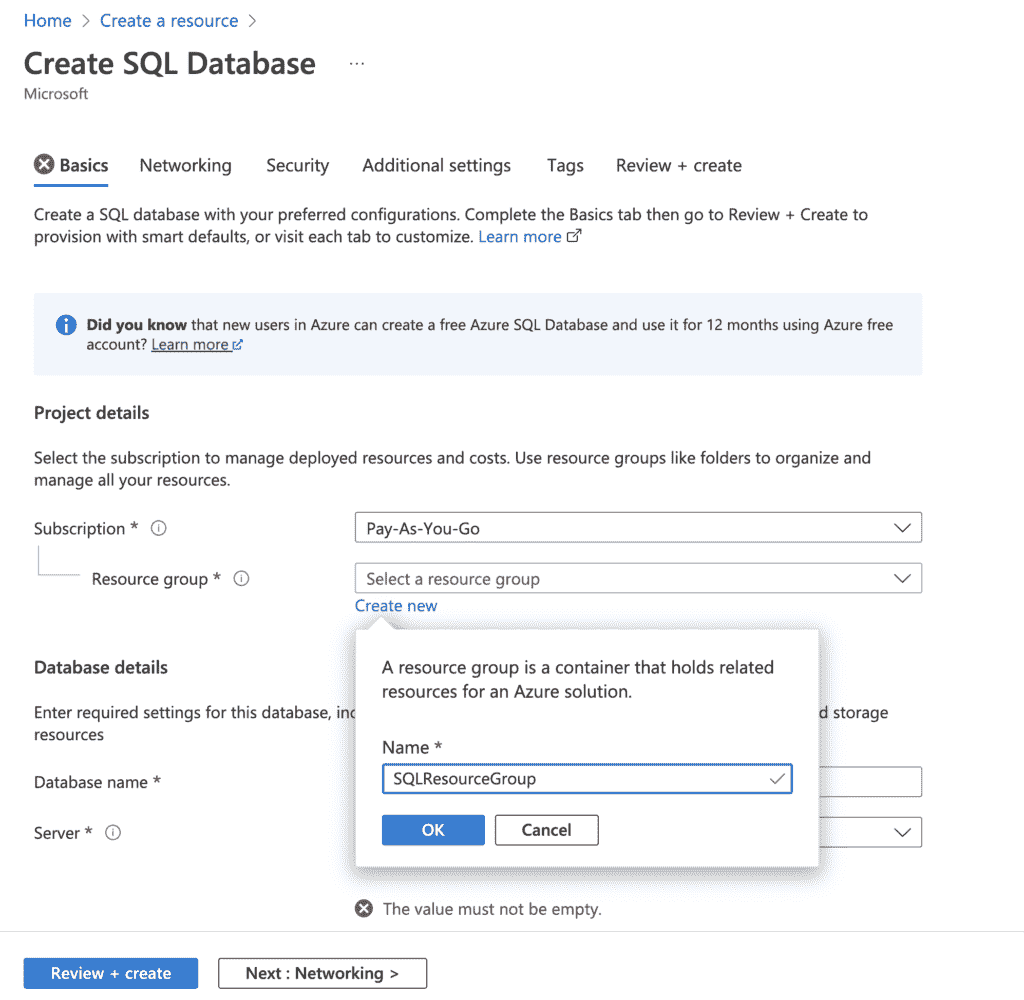 Home > Create a resource >
Create SQL Database ...
Microsoft
Basics Networking Security Additional settings Tags Review + create
Create a SQL database with your preferred configurations. Complete the Basics tab then go to Review + Create to
provision with smart defaults, or visit each tab to customize. Learn more
Did you know that new users in Azure can create a free Azure SQL Database and use it for 12 months using Azure free
account? Learn more
Project details
Select the subscription to manage deployed resources and costs. Use resource groups like folders to organize and
manage all your resources.
Subscription * Pay-As-You-Go
Resource group * Select a resource group
Create new
A resource group is a container that holds related
resources for an Azure solution.
Name *
SQLResourceGroup
OK Cancel
Database details
Enter required settings for this database, d storage
resources
Database name *
Server *
The value must not be empty.
Review + create Next : Networking >